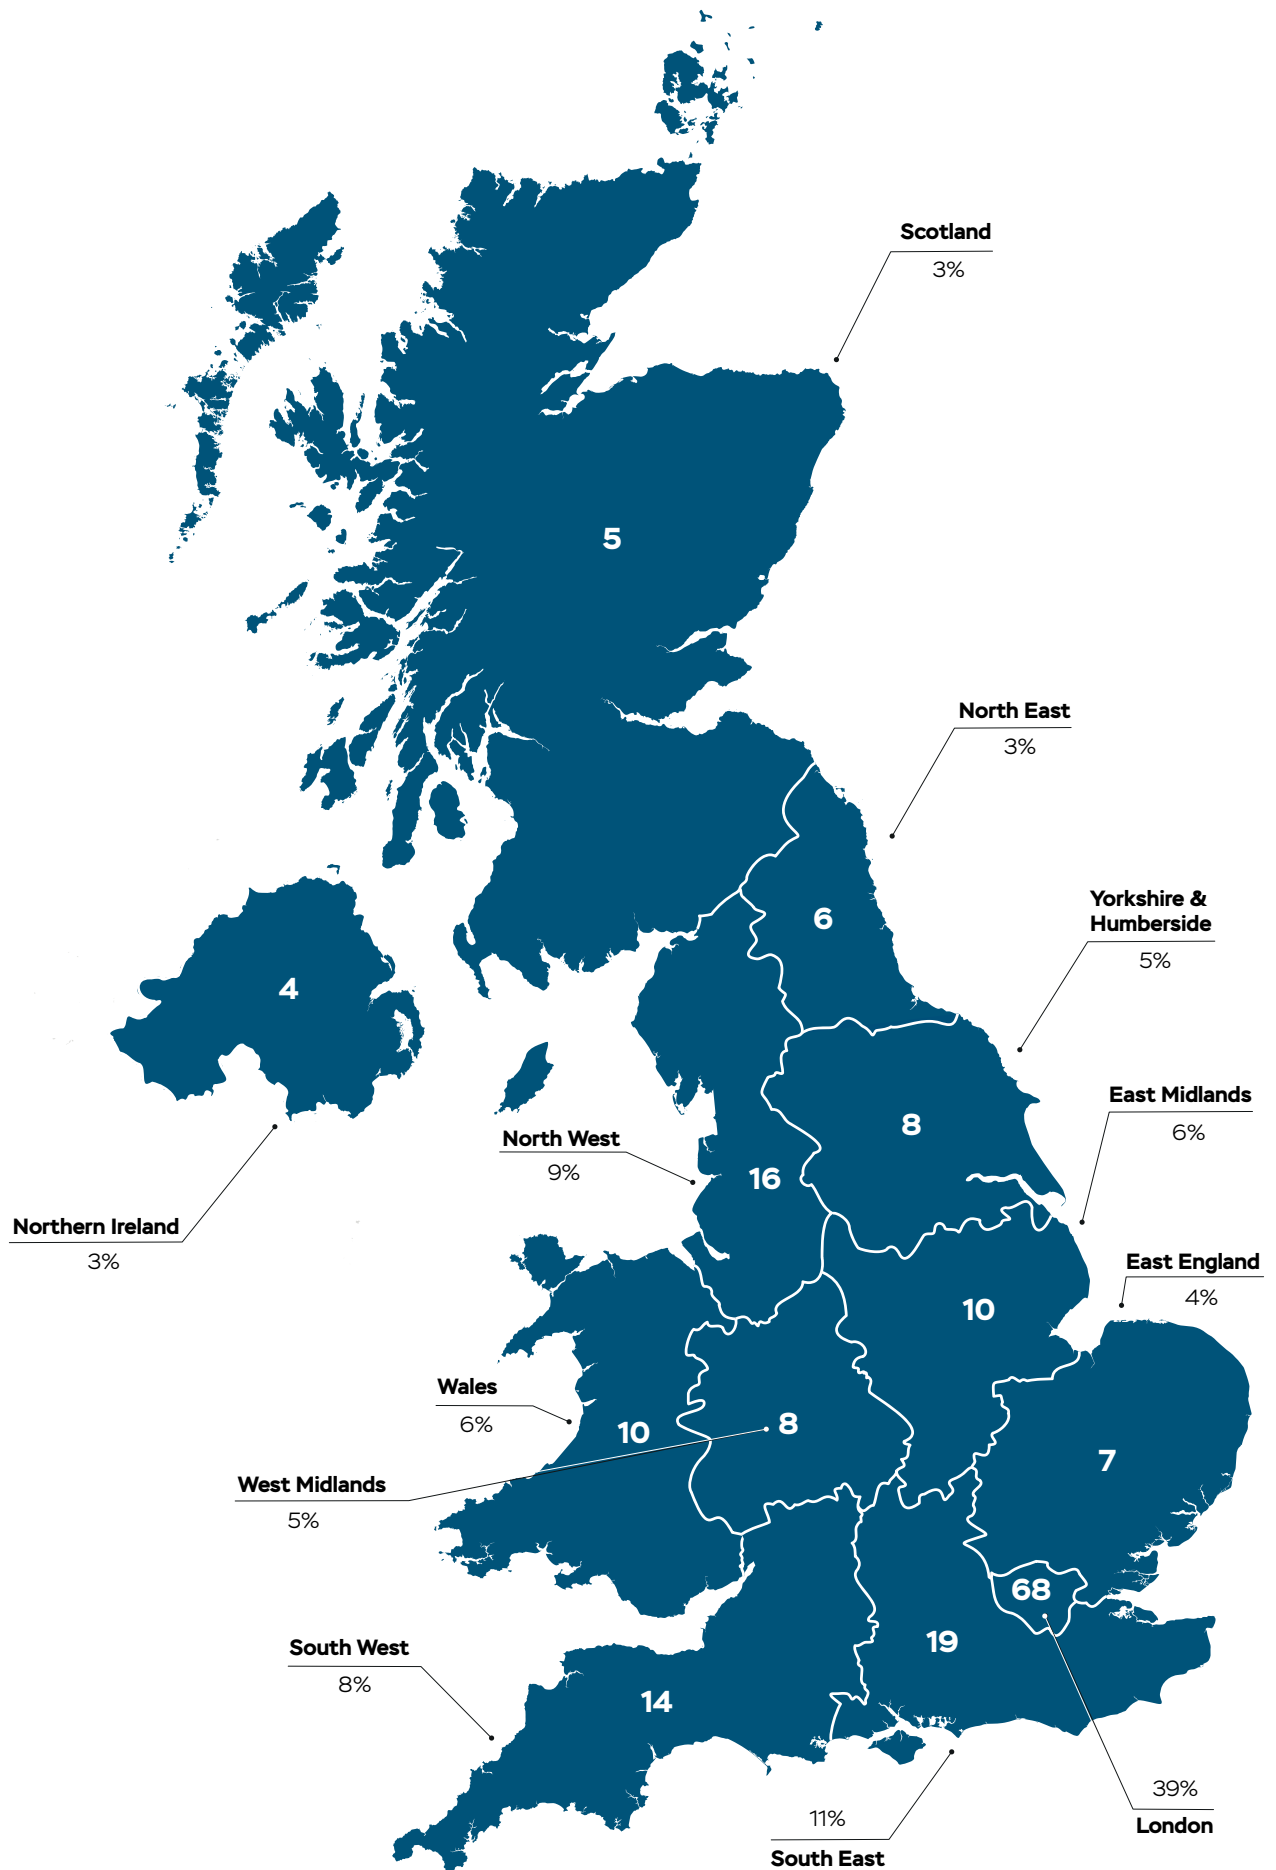 Scotland
3%
5
North East
3%
6
Yorkshire &
Humberside
5%
4
East Midlands
6%
8
North West
9%
16
Northern Ireland
3%
East England
4%
10
Wales
6%
10
8
7
West Midlands
5%
68
19
South West
8%
14
39%
London
11%
South East